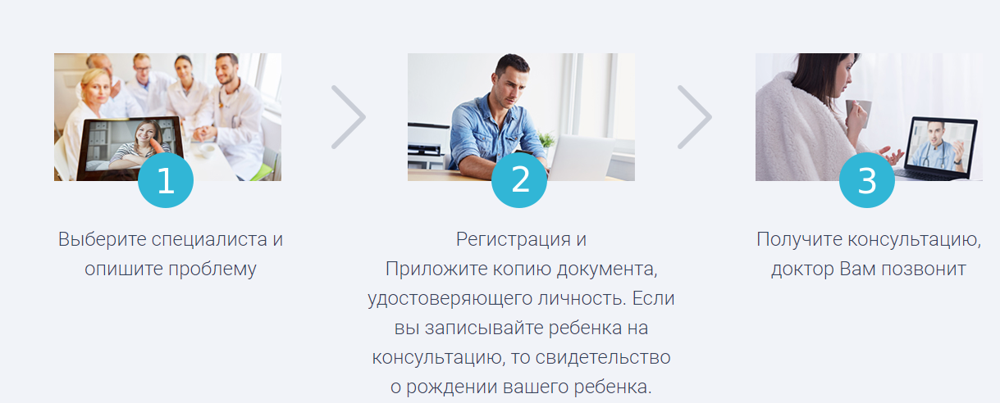 1
Выберите специалиста и
опишите проблему
2
Регистрация и
Приложите копию документа,
удостоверяющего личность. Если
вы записывайте ребенка на
консультацию, то свидетельство
о рождении вашего ребенка.
3
Получите консультацию,
доктор Вам позвонит